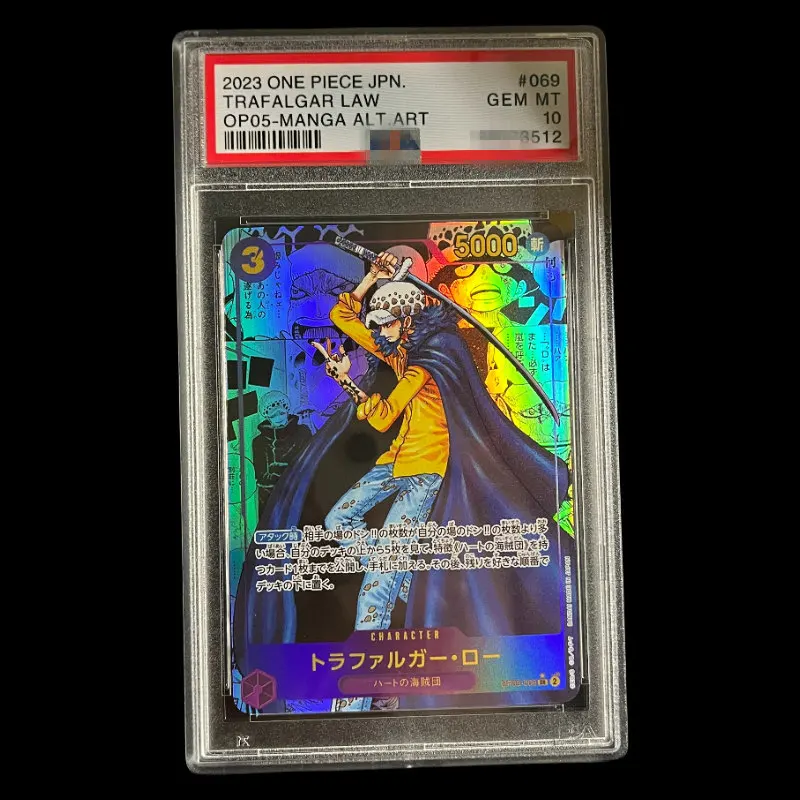 2023 ONE PIECE JPN. #069
TRAFALGAR LAW GEM MT
OP05-MANGA ALT.ART 10
3512
3
5000 斬
アタック時 相手の場のドン!!の枚数が自分の場のドン!!の枚数より多
い場合、自分のデッキの上から5枚を見て、特徴《ハートの海賊団》を持
つカード1枚までを公開し、手札に加える。その後、残りを好きな順番で
デッキの下に置く。
CHARACTER
トラファルガー・ロー
ハートの海賊団
OP05-069 SR 2